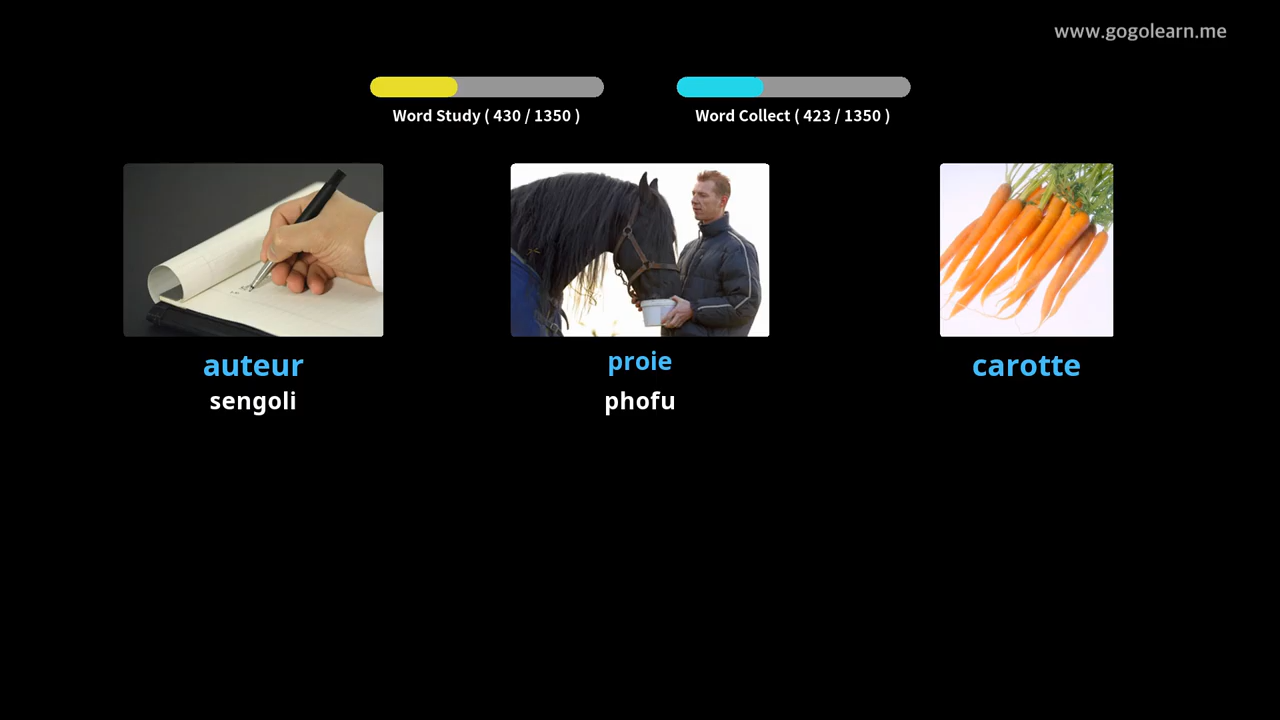 www.gogolearn.me
Word Study ( 430 / 1350 )
Word Collect ( 423 / 1350 )
auteur
sengoli
proie
phofu
carotte